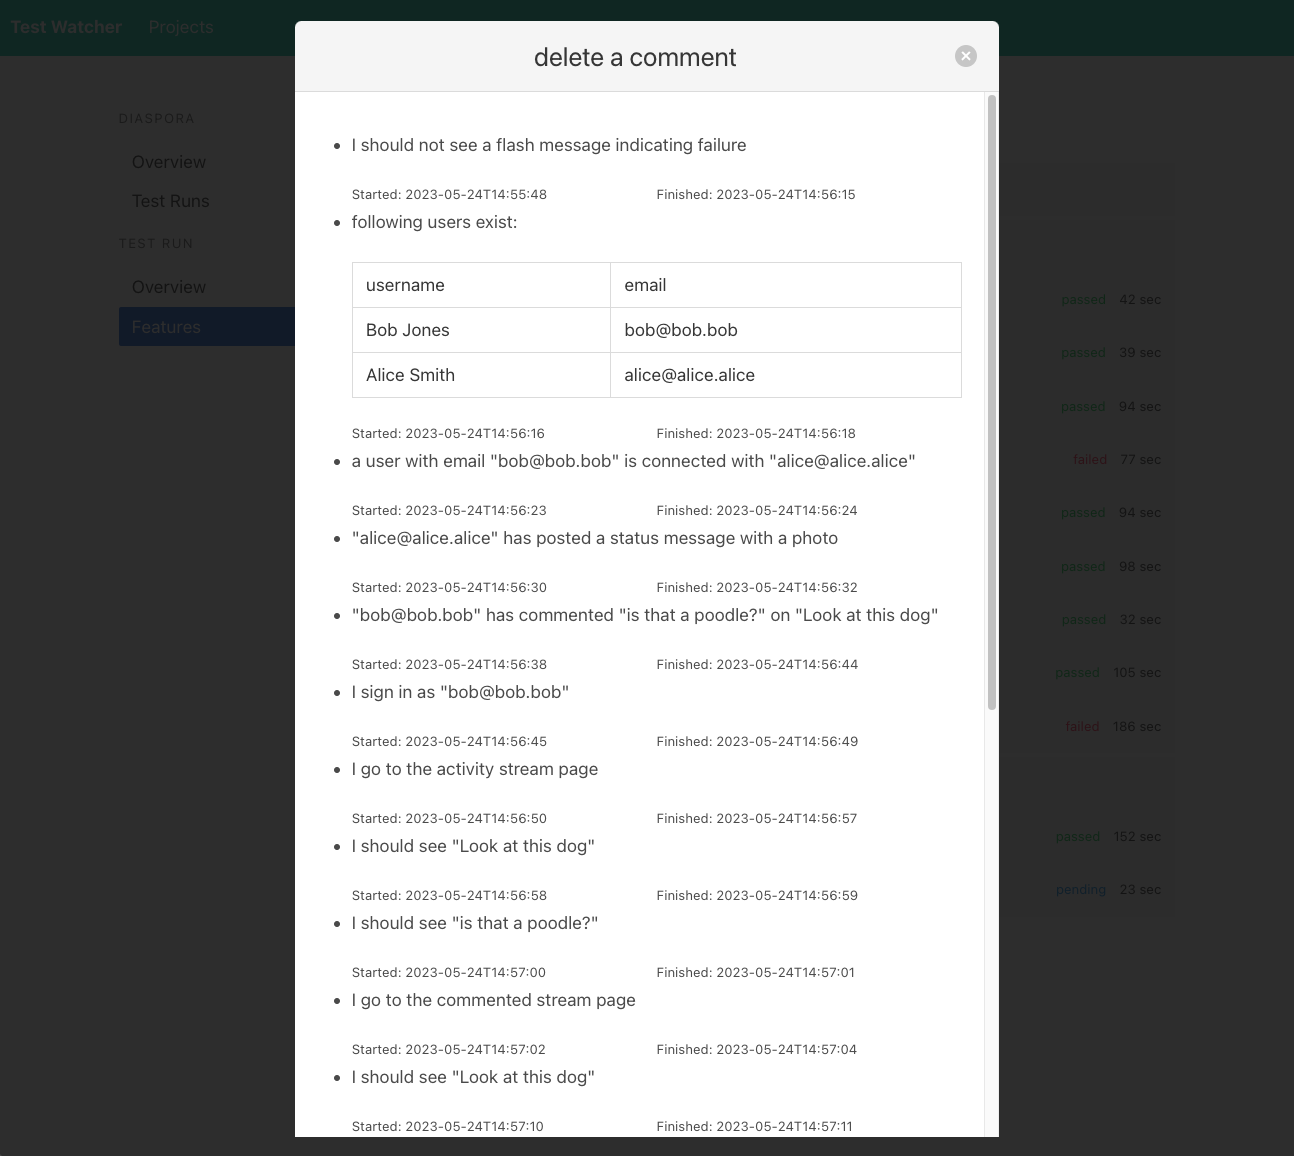 Test Watcher Projects
delete a comment
DIASPORA
Overview
Test Runs
TEST RUN
Overview
Features
• I should not see a flash message indicating failure
Started: 2023-05-24T14:55:48 Finished: 2023-05-24T14:56:15
• following users exist:
username email
Bob Jones bob@bob.bob
Alice Smith alice@alice.alice
Started: 2023-05-24T14:56:16 Finished: 2023-05-24T14:56:18
• a user with email "bob@bob.bob" is connected with "alice@alice.alice"
Started: 2023-05-24T14:56:23 Finished: 2023-05-24T14:56:24
• "alice@alice.alice" has posted a status message with a photo
Started: 2023-05-24T14:56:30 Finished: 2023-05-24T14:56:32
• "bob@bob.bob" has commented "is that a poodle?" on "Look at this dog"
Started: 2023-05-24T14:56:38 Finished: 2023-05-24T14:56:44
• I sign in as "bob@bob.bob"
Started: 2023-05-24T14:56:45 Finished: 2023-05-24T14:56:49
• I go to the activity stream page
Started: 2023-05-24T14:56:50 Finished: 2023-05-24T14:56:57
• I should see "Look at this dog"
Started: 2023-05-24T14:56:58 Finished: 2023-05-24T14:56:59
• I should see "is that a poodle?"
Started: 2023-05-24T14:57:00 Finished: 2023-05-24T14:57:01
• I go to the commented stream page
Started: 2023-05-24T14:57:02 Finished: 2023-05-24T14:57:04
• I should see "Look at this dog"
Started: 2023-05-24T14:57:10 Finished: 2023-05-24T14:57:11
passed 42 sec
passed 39 sec
passed 94 sec
failed 77 sec
passed 94 sec
passed 98 sec
passed 32 sec
passed 105 sec
failed 186 sec
passed 152 sec
pending 23 sec